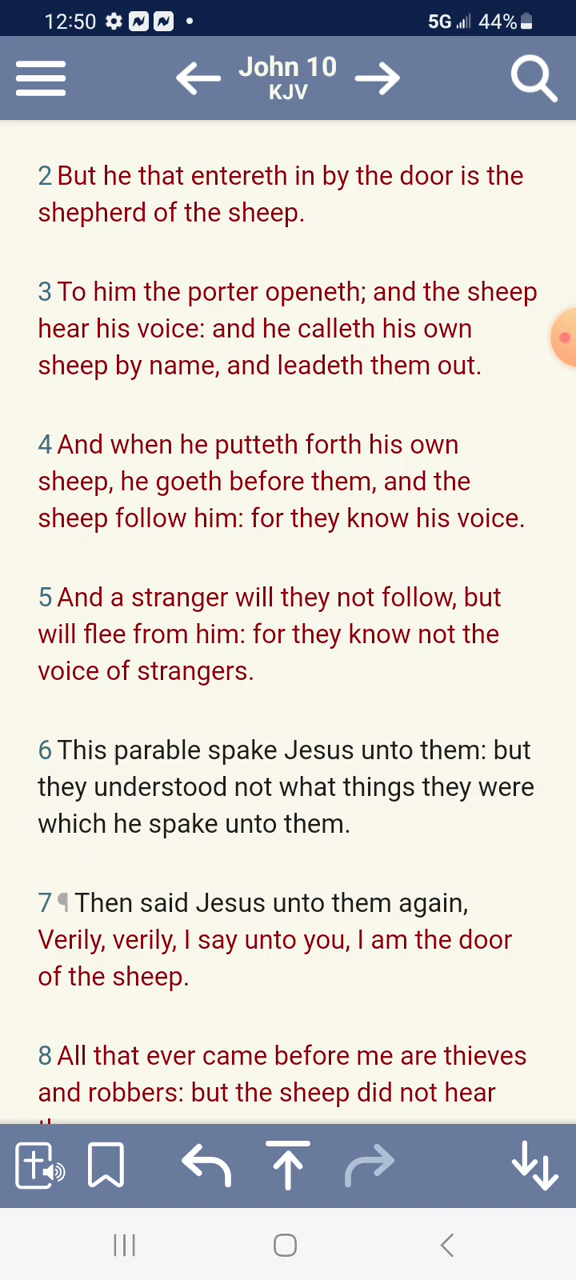 12:50
5G 44%
John 10
KJV
2 But he that entereth in by the door is the
shepherd of the sheep.
3 To him the porter openeth; and the sheep
hear his voice: and he calleth his own
sheep by name, and leadeth them out.
4 And when he putteth forth his own
sheep, he goeth before them, and the
sheep follow him: for they know his voice.
5 And a stranger will they not follow, but
will flee from him: for they know not the
voice of strangers.
6 This parable spake Jesus unto them: but
they understood not what things they were
which he spake unto them.
7 ¶ Then said Jesus unto them again,
Verily, verily, I say unto you, I am the door
of the sheep.
8 All that ever came before me are thieves
and robbers: but the sheep did not hear